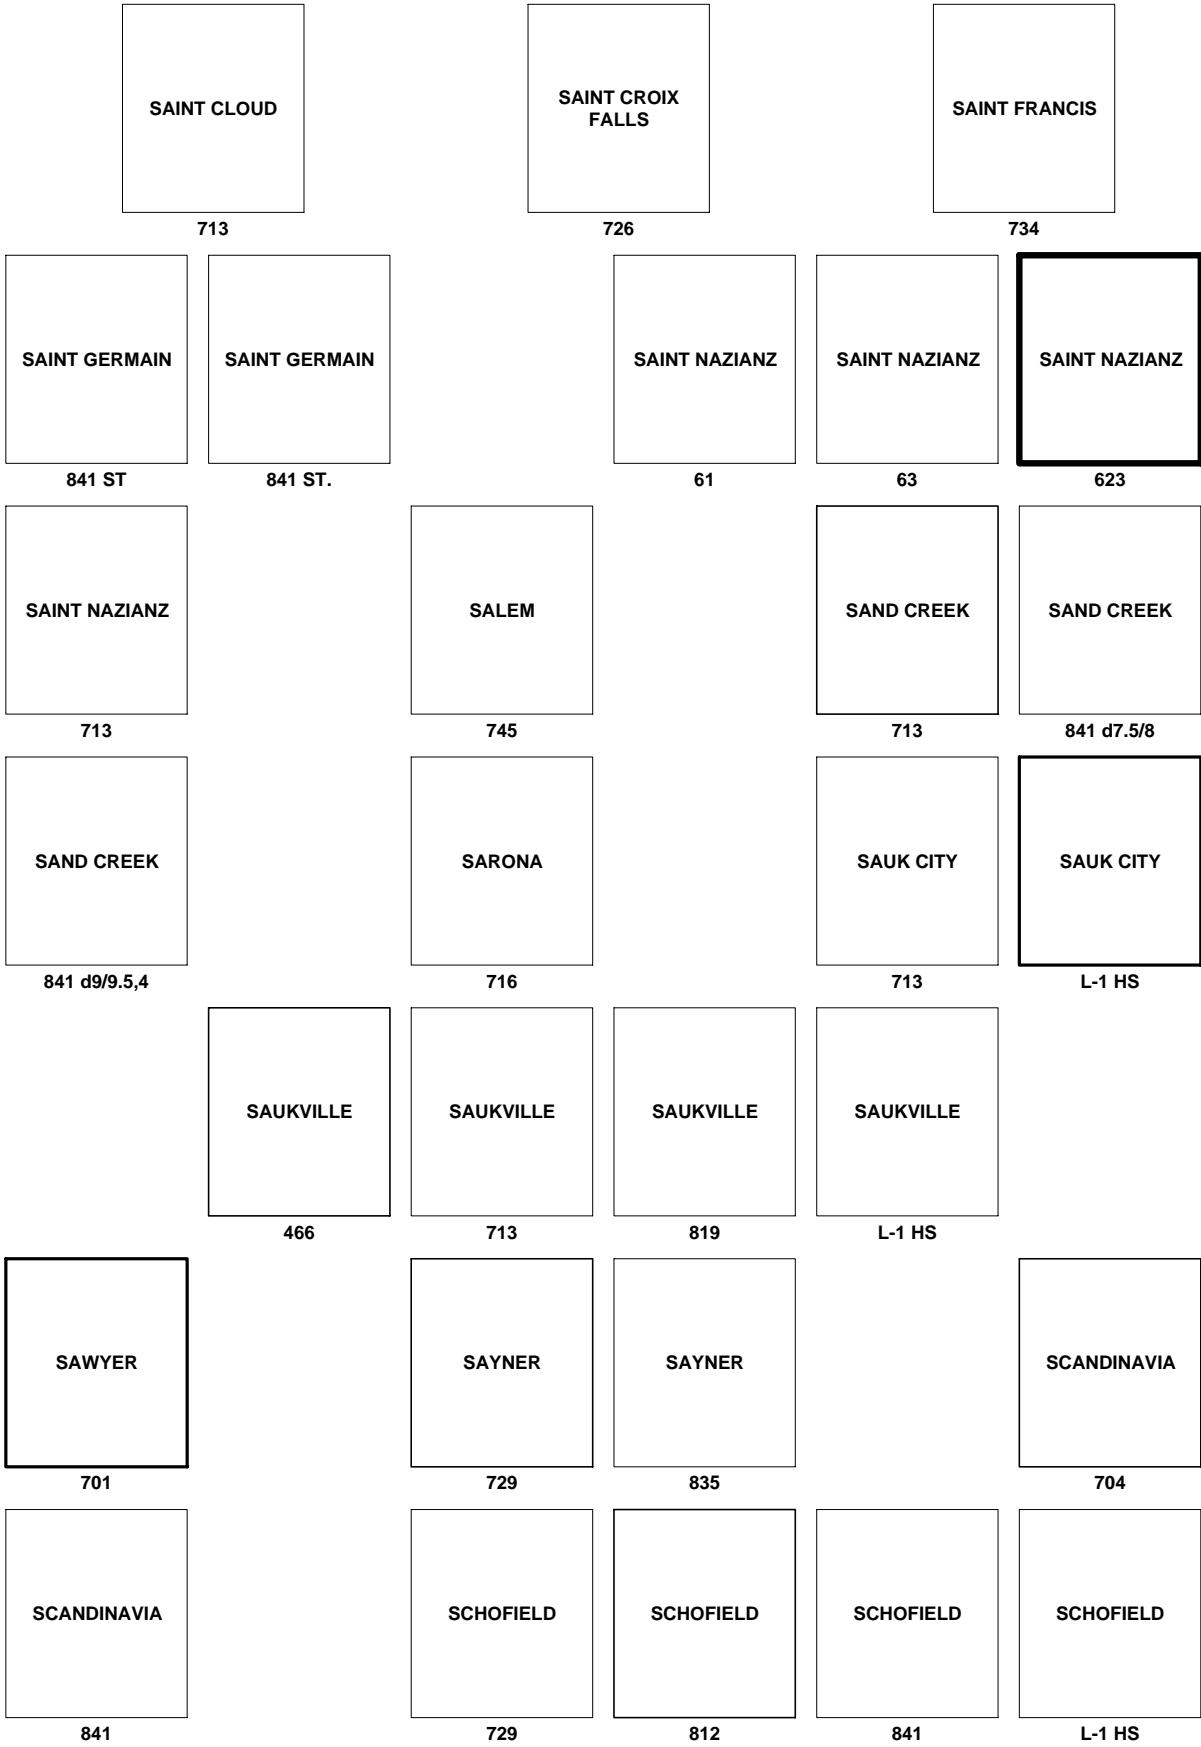 SAINT CLOUD
SAINT CROIX
FALLS
SAINT FRANCIS
713
726
734
SAINT GERMAIN
SAINT GERMAIN
SAINT NAZIANZ
SAINT NAZIANZ
SAINT NAZIANZ
841 ST
841 ST.
61
63
623
SAINT NAZIANZ
SALEM
SAND CREEK
SAND CREEK
713
745
713
841 d7.5/8
SAND CREEK
SARONA
SAUK CITY
SAUK CITY
841 d9/9.5,4
716
713
L-1 HS
SAUKVILLE
SAUKVILLE
SAUKVILLE
SAUKVILLE
466
713
819
L-1 HS
SAWYER
SAYNER
SAYNER
SCANDINAVIA
701
729
835
704
SCANDINAVIA
SCHOFIELD
SCHOFIELD
SCHOFIELD
SCHOFIELD
841
729
812
841
L-1 HS